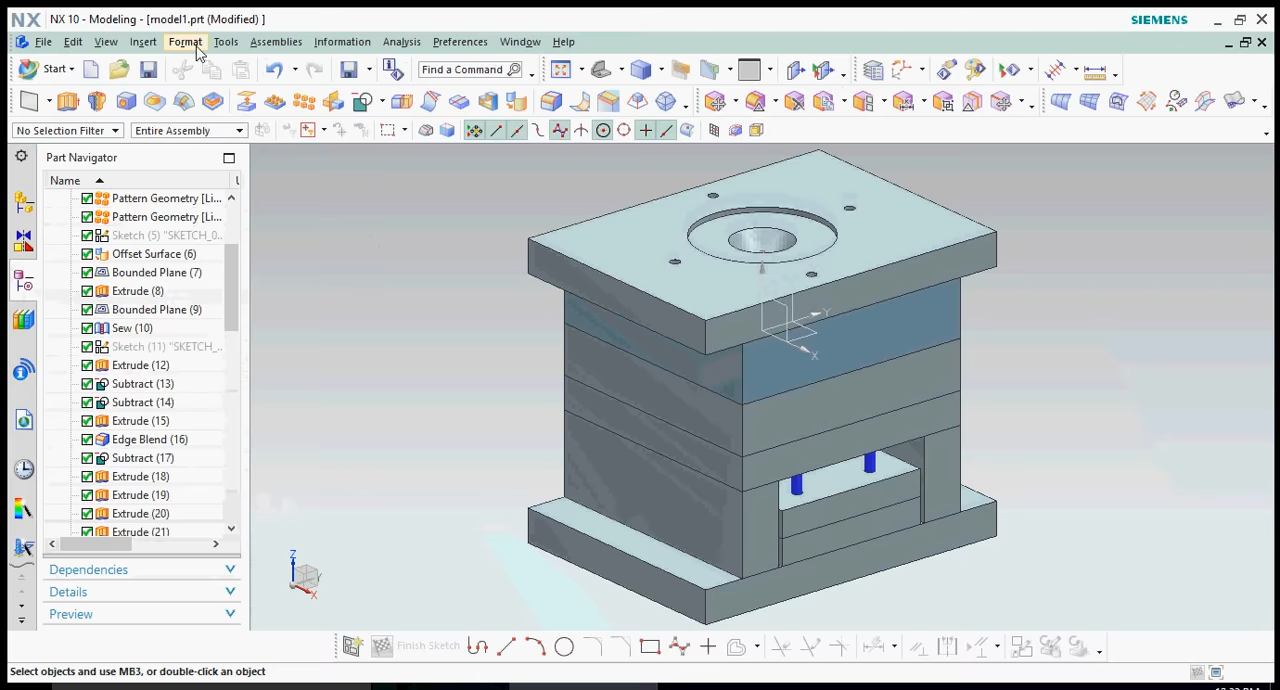 NX NX 10 - Modeling - [model1.prt (Modified) ] SIEMENS
File Edit View Insert Format Tools Assemblies Information Analysis Preferences Window Help
Start Find a Command
No Selection Filter Entire Assembly
Part Navigator
Name
Pattern Geometry [Li...
Pattern Geometry [Li...
Sketch (5) "SKETCH_0...
Offset Surface (6)
Bounded Plane (7)
Extrude (8)
Bounded Plane (9)
Sew (10)
Sketch (11) "SKETCH_...
Extrude (12)
Subtract (13)
Subtract (14)
Extrude (15)
Edge Blend (16)
Subtract (17)
Extrude (18)
Extrude (19)
Extrude (20)
Extrude (21)
Dependencies
Details
Preview
Y
X
Z
Y
X
Finish Sketch
Select objects and use MB3, or double-click an object